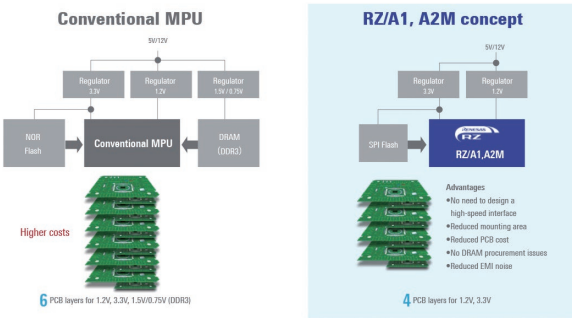 Conventional MPU
5V/12V
Regulator
3.3V
Regulator
1.2V
Regulator
1.5V / 0.75V
NOR
Flash
Conventional MPU
DRAM
(DDR3)
Higher costs
6 PCB layers for 1.2V, 3.3V, 1.5V/0.75V (DDR3)
RZ/A1, A2M concept
5V/12V
Regulator
3.3V
Regulator
1.2V
SPI Flash
RENESAS
RZ
RZ/A1,A2M
Advantages
•No need to design a
high-speed interface
•Reduced mounting area
•Reduced PCB cost
•No DRAM procurement issues
•Reduced EMI noise
4 PCB layers for 1.2V, 3.3V